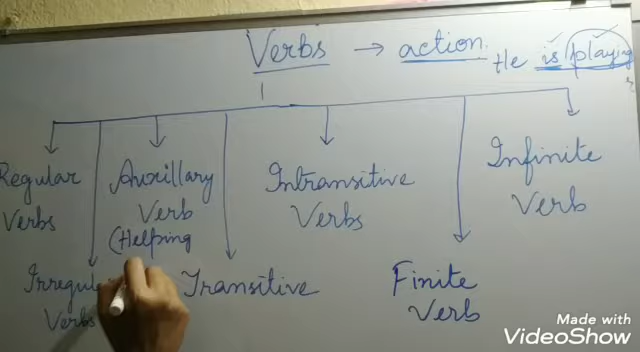 Verbs → action. He is playing
Regular
Verbs
Auxillary
Verb
(Helping
Intransitive
Verbs
Infinite
Verb
Verbs
Transitive
Finite
Verb
Made with
VideoShow